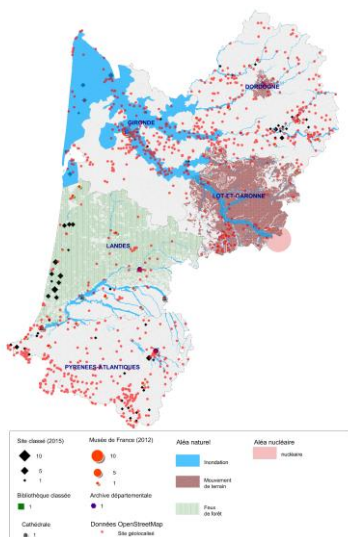 DORDOGNE
GIRONDE
LOT-ET-GARONNE
LANDES
PYRENEES-ATLANTIQUES
Site classé (2015)
10
5
1
Bibliothèque classée
1
Cathédrale
1
Musée de France (2012)
10
5
1
Archive départementale
1
Données OpenStreetMap
Site géolocalisé
Aléa naturel
Inondation
Mouvement
de terrain
Feux
de forêt
Aléa nucléaire
nucléaire